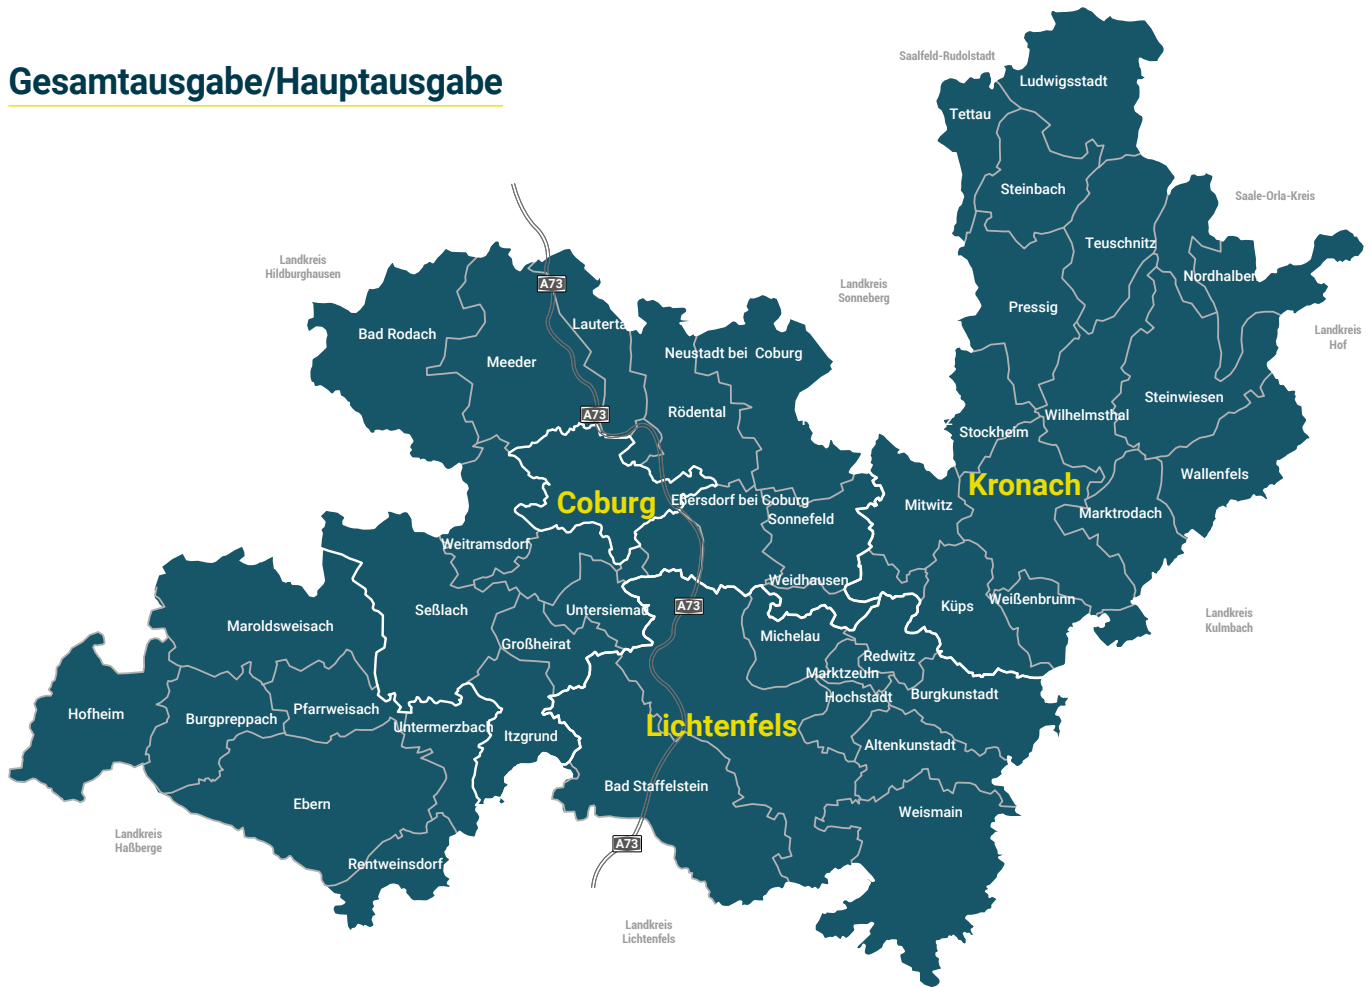 Gesamtausgabe/Hauptausgabe
Saalfeld-Rudolstadt
Ludwigsstadt
Tettau
Steinbach
Saale-Orla-Kreis
Teuschnitz
Landkreis
Hildburghausen
Nordhalben
A73
Landkreis
Sonneberg
Pressig
Lauterta
Bad Rodach
Landkreis
Hof
Meeder
Neustadt bei Coburg
Steinwiesen
A73
Rödental
Wilhelmsthal
Stockheim
Wallenfels
Kronach
Coburg
Ebersdorf bei Coburg
Mitwitz
Marktrodach
Sonnefeld
Weitramsdorf
Weidhausen
Weißenbrunn
Küps
A73
Seßlach
Untersiemau
Landkreis
Kulmbach
Maroldsweisach
Michelau
Großheirat
Redwitz
Marktzeuln
Hochstadt
Burgkunstadt
Pfarrweisach
Hofheim
Burgpreppach
Untermerzbach
Lichtenfels
Itzgrund
Altenkunstadt
Bad Staffelstein
Ebern
Weismain
Landkreis
Haßberge
A73
Rentweinsdorf
Landkreis
Lichtenfels